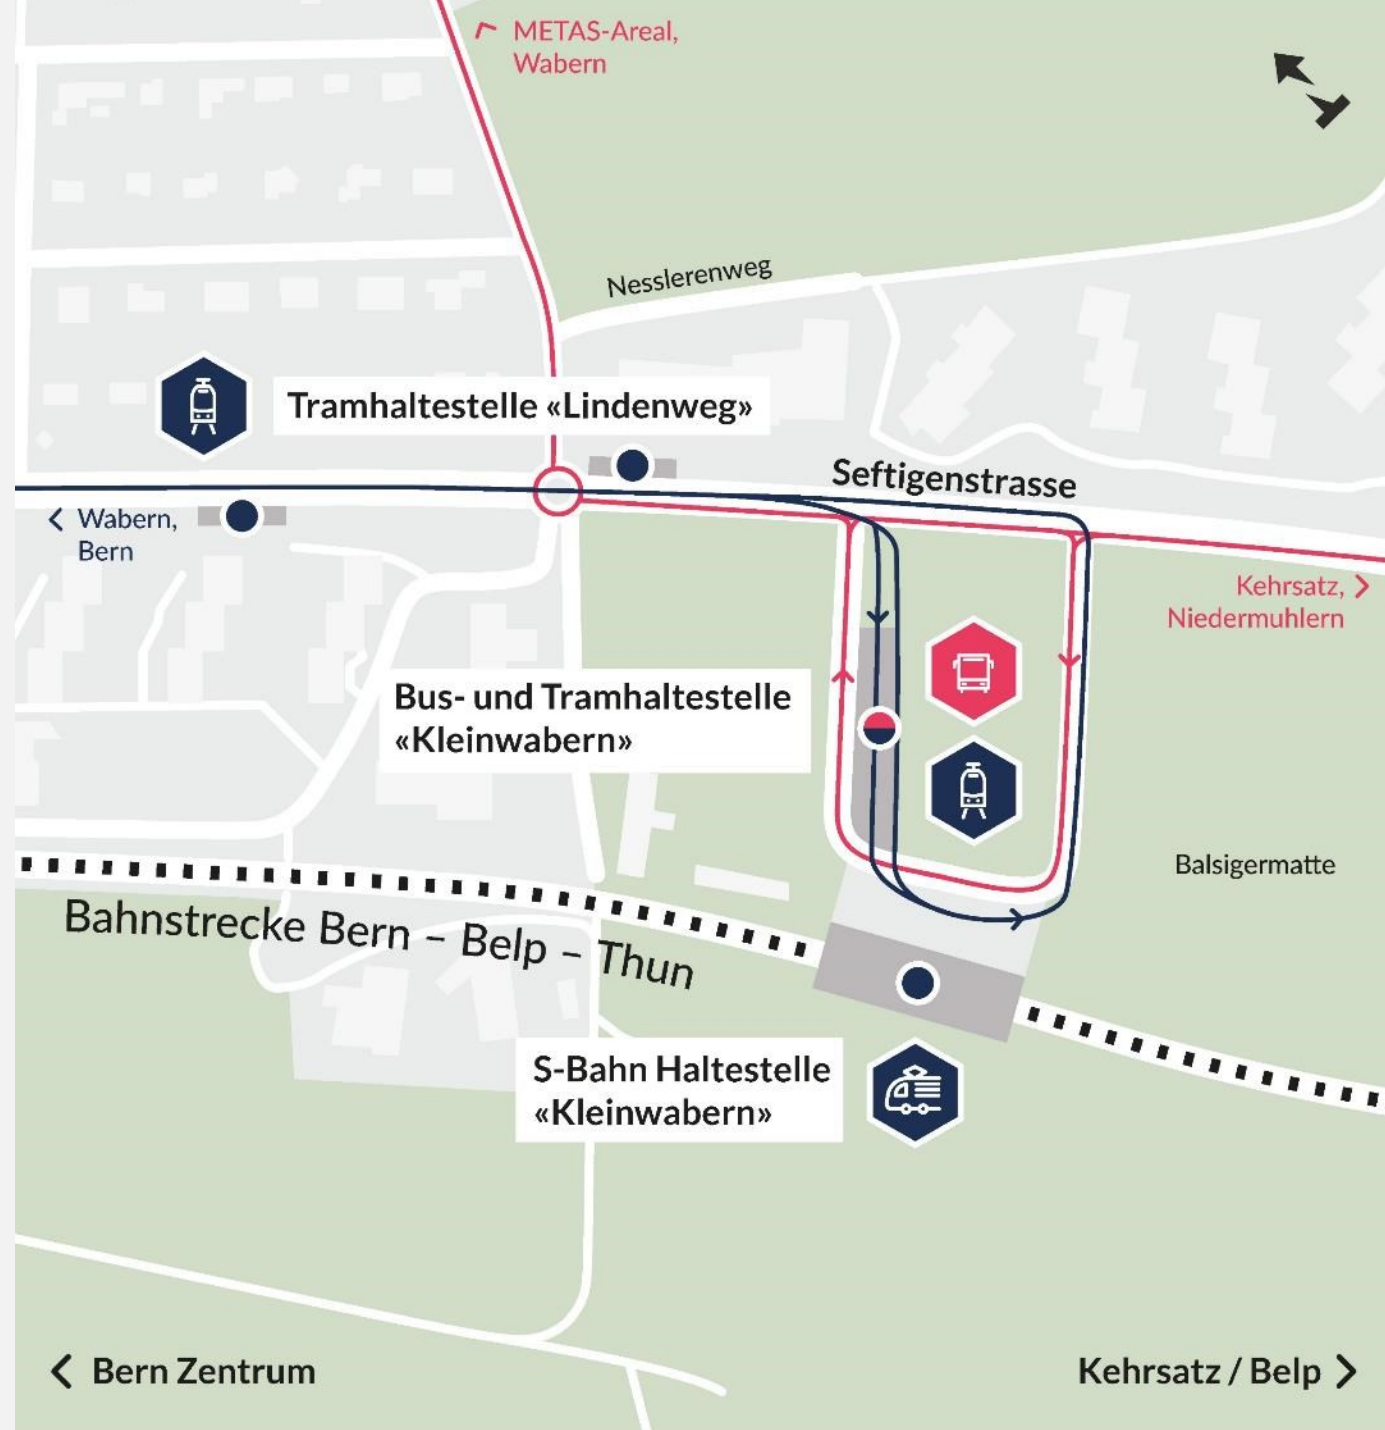 METAS-Areal,
Wabern
Nesslerenweg
Tramhaltestelle «Lindenweg»
Seftigenstrasse
Wabern,
Bern
Kehrsatz,
Niedermuhlern
Bus- und Tramhaltestelle
«Kleinwabern»
Balsigermatte
Bahnstrecke Bern – Belp – Thun
S-Bahn Haltestelle
«Kleinwabern»
Bern Zentrum
Kehrsatz / Belp